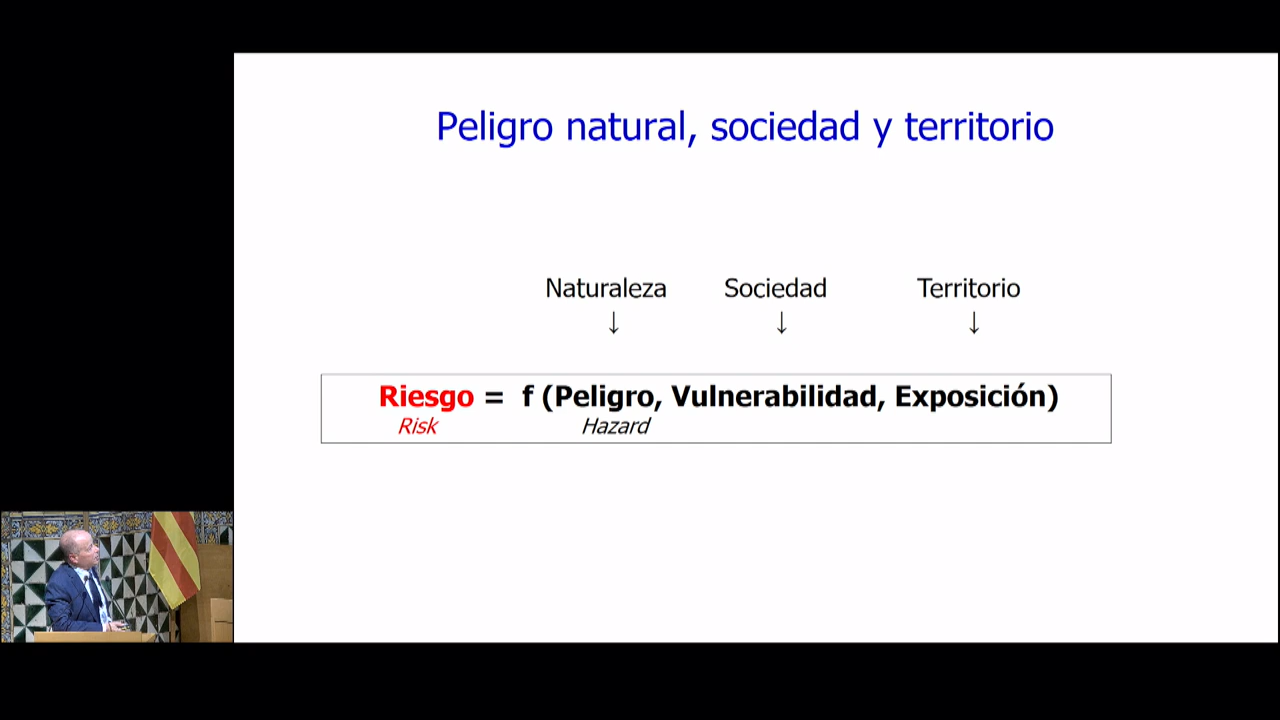 Peligro natural, sociedad y territorio
Naturaleza Sociedad Territorio
↓ ↓ ↓
Riesgo = f (Peligro, Vulnerabilidad, Exposición)
Risk Hazard